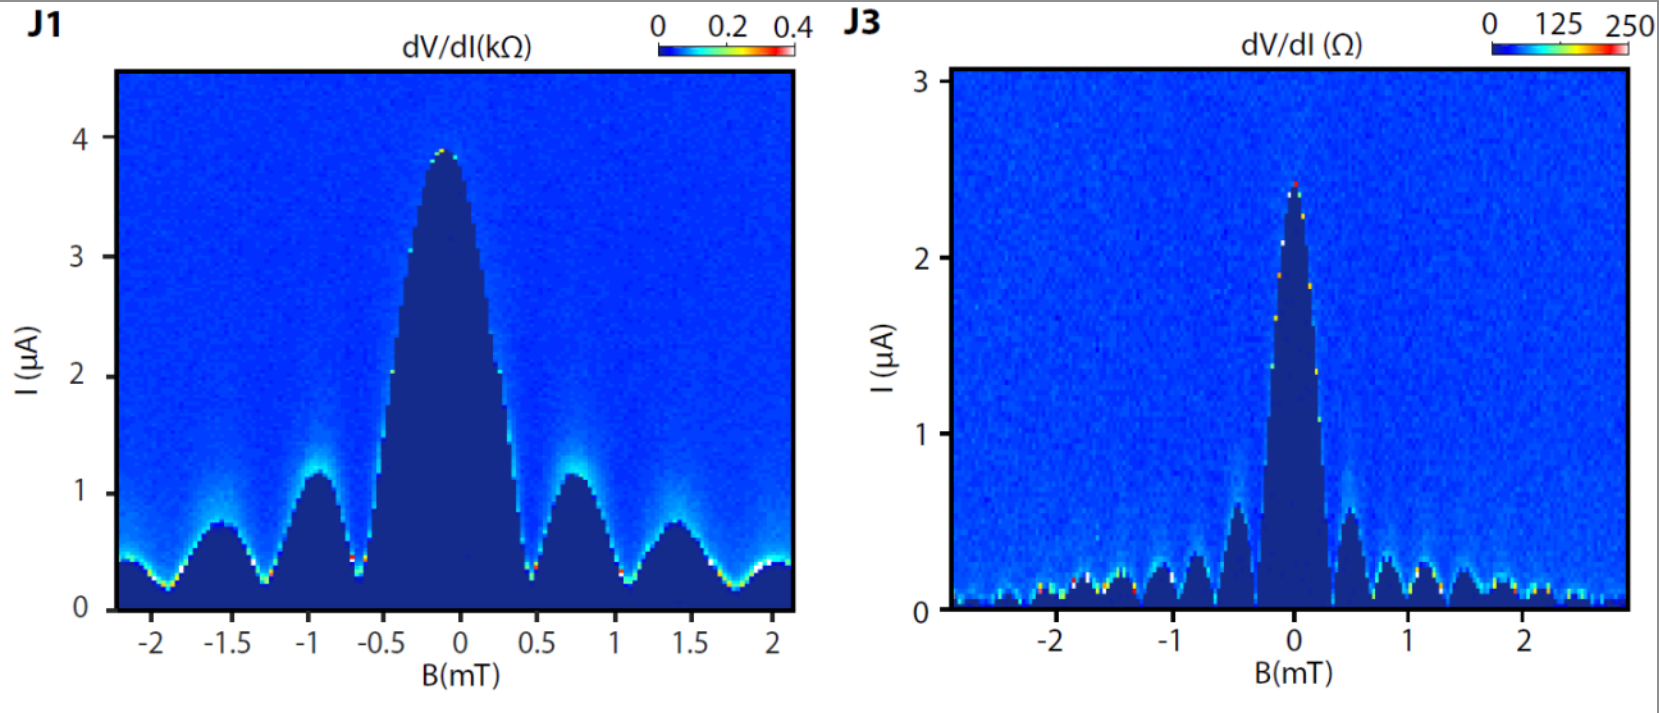 J1
dV/dI(kΩ)
0 0.2 0.4
4
3
2
1
0
I (µA)
-2 -1.5 -1 -0.5 0 0.5 1 1.5 2
B(mT)
J3
dV/dI (Ω)
0 125 250
3
2
1
0
I (µA)
-2 -1 0 1 2
B(mT)